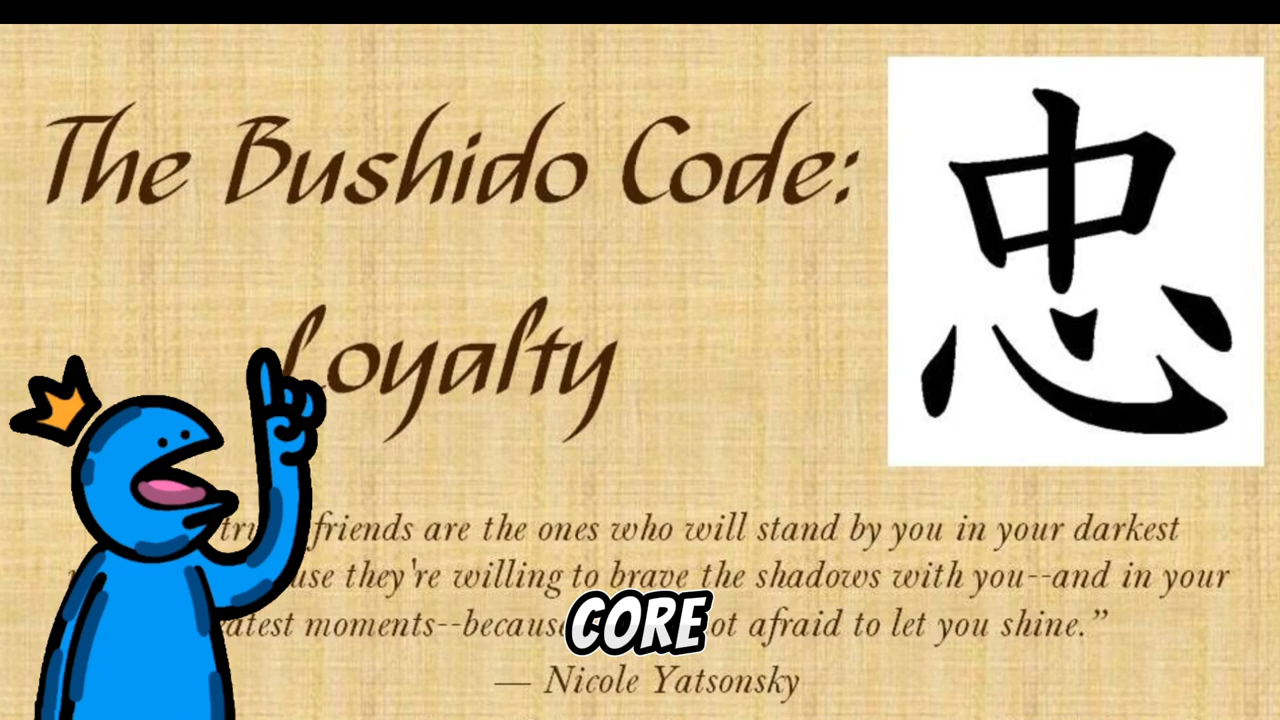 The Bushido Code:
Loyalty
忠
friends are the ones who will stand by you in your darkest
they're willing to brave the shadows with you--and in your
moments--because afraid to let you shine.”
CORE
— Nicole Yatsonsky